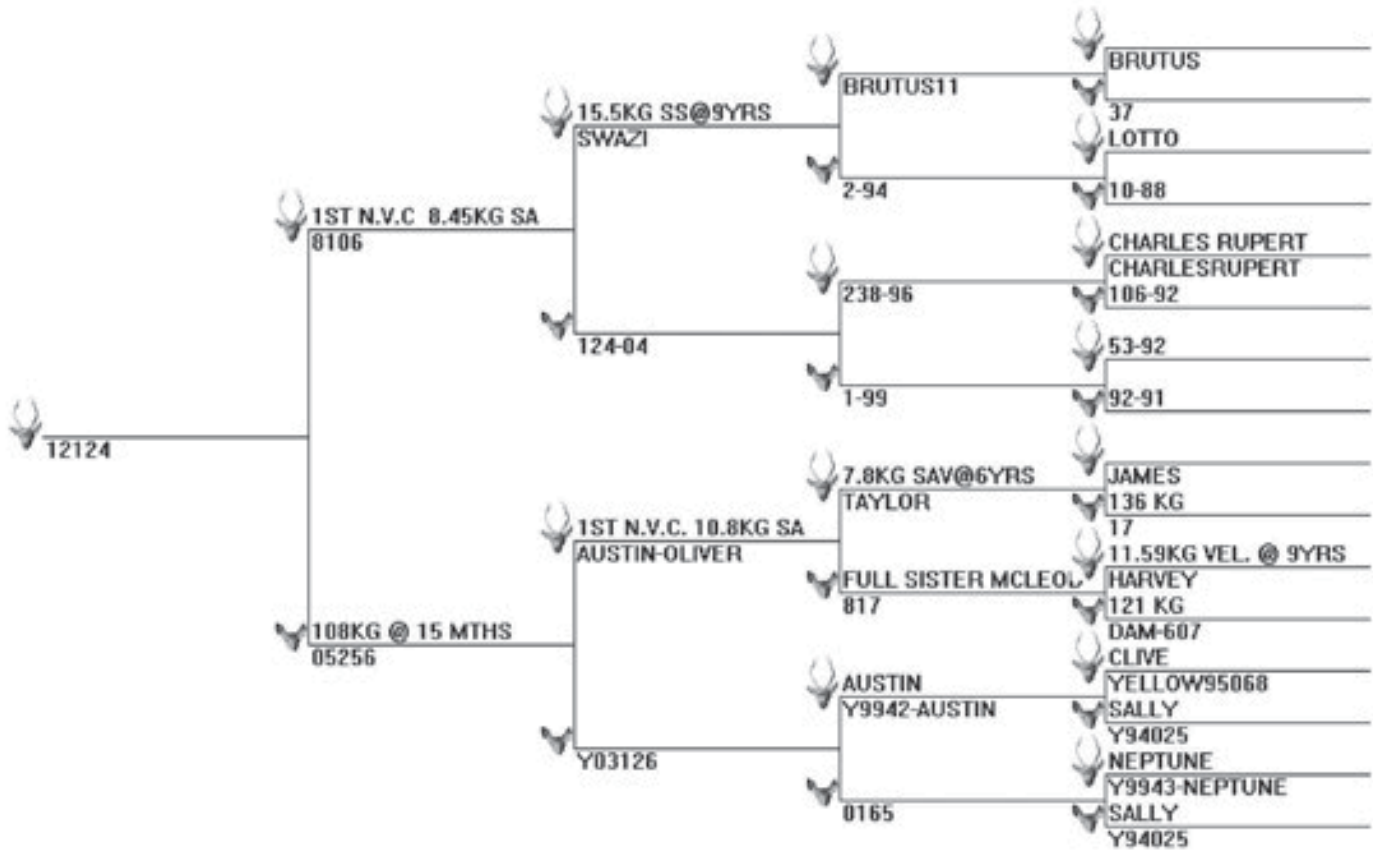 BRUTUS
BRUTUS11
37
15.5KG SS@9YRS
SWAZI
LOTTO
2-94
10-88
1ST N.V.C 8.45KG SA
8106
CHARLES RUPERT
CHARLESRUPERT
238-96
106-92
124-04
53-92
1-99
92-91
12124
7.8KG SAV@6YRS
TAYLOR
JAMES
136 KG
17
1ST N.V.C. 10.8KG SA
AUSTIN-OLIVER
11.59KG VEL. @ 9YRS
FULL SISTER MCLEOD
HARVEY
817
121 KG
DAM-607
108KG @ 15 MTHS
05256
CLIVE
AUSTIN
YELLOW95068
Y9942-AUSTIN
SALLY
Y94025
Y03126
NEPTUNE
Y9943-NEPTUNE
0165
SALLY
Y94025